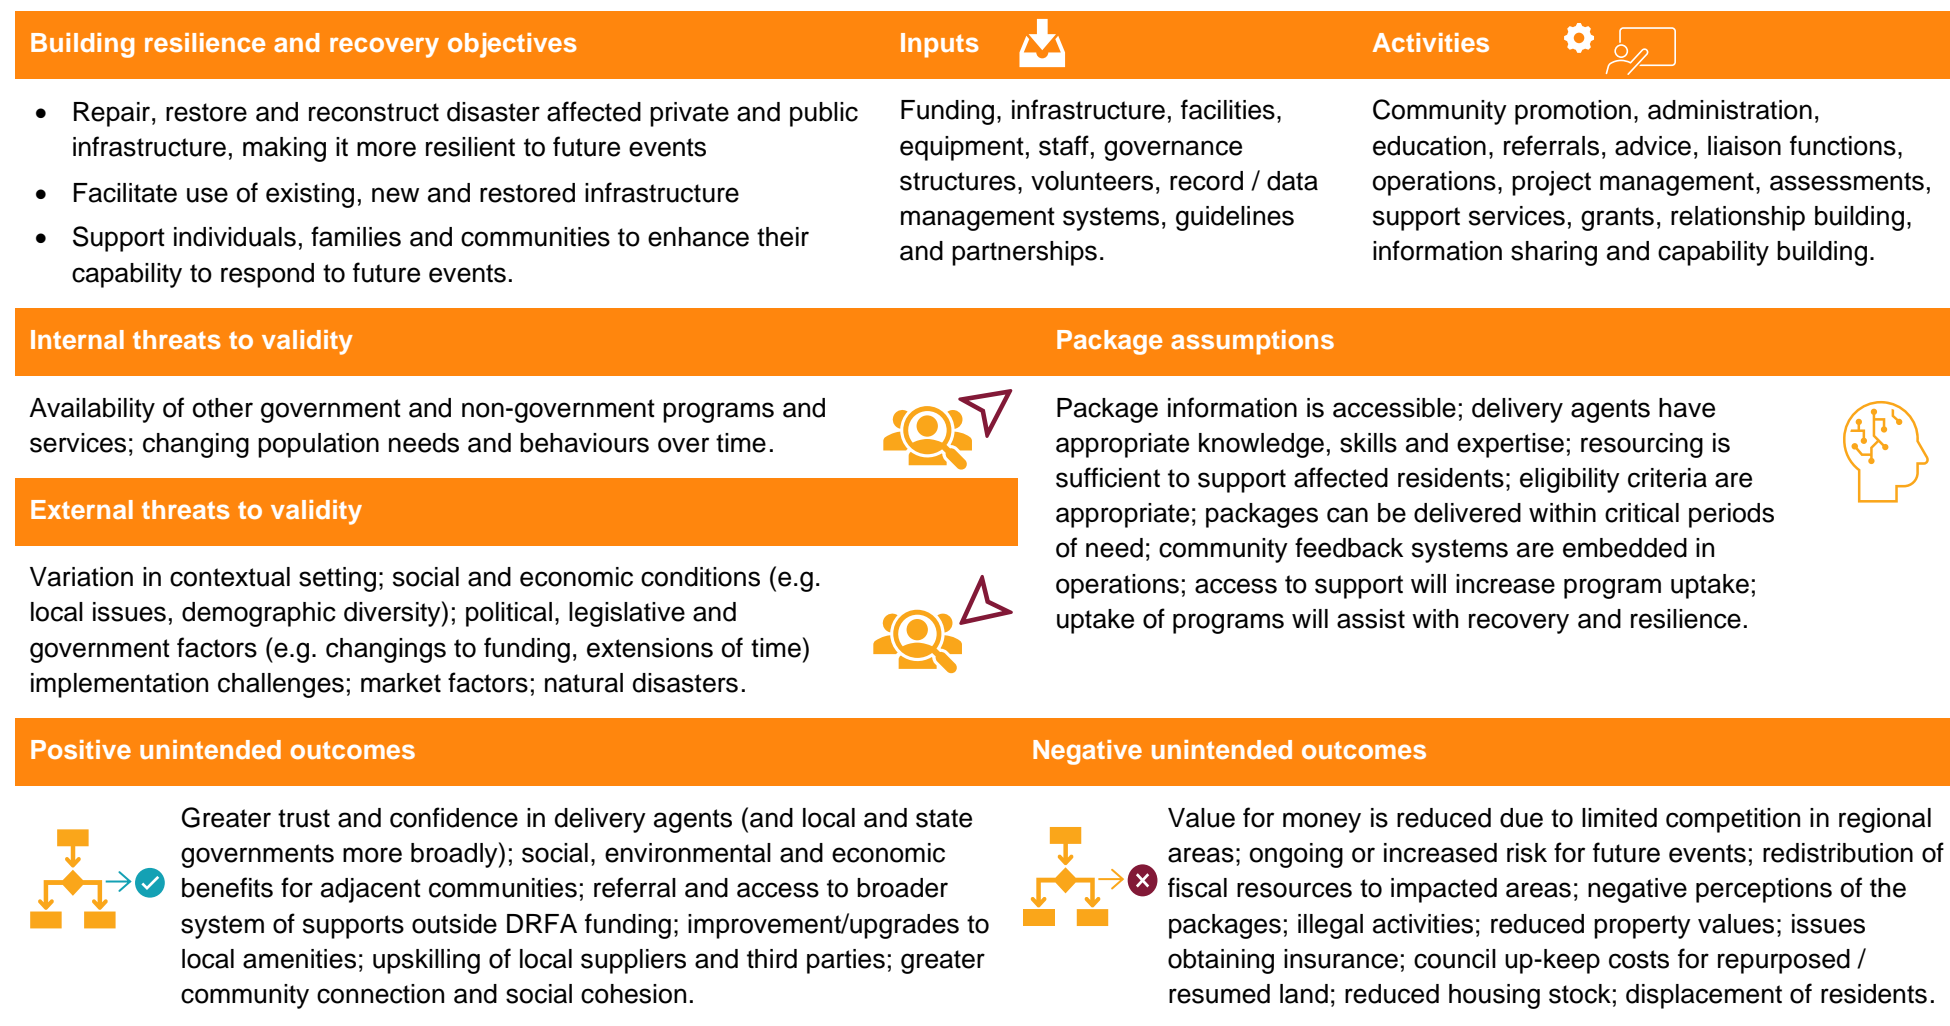 Building resilience and recovery objectives
• Repair, restore and reconstruct disaster affected private and public
infrastructure, making it more resilient to future events
• Facilitate use of existing, new and restored infrastructure
• Support individuals, families and communities to enhance their
capability to respond to future events.
Inputs
Funding, infrastructure, facilities,
equipment, staff, governance
structures, volunteers, record / data
management systems, guidelines
and partnerships.
Activities
Community promotion, administration,
education, referrals, advice, liaison functions,
operations, project management, assessments,
support services, grants, relationship building,
information sharing and capability building.
Internal threats to validity
Availability of other government and non-government programs and
services; changing population needs and behaviours over time.
External threats to validity
Variation in contextual setting; social and economic conditions (e.g.
local issues, demographic diversity); political, legislative and
government factors (e.g. changings to funding, extensions of time)
implementation challenges; market factors; natural disasters.
Package assumptions
Package information is accessible; delivery agents have
appropriate knowledge, skills and expertise; resourcing is
sufficient to support affected residents; eligibility criteria are
appropriate; packages can be delivered within critical periods
of need; community feedback systems are embedded in
operations; access to support will increase program uptake;
uptake of programs will assist with recovery and resilience.
Positive unintended outcomes
Greater trust and confidence in delivery agents (and local and state
governments more broadly); social, environmental and economic
benefits for adjacent communities; referral and access to broader
system of supports outside DRFA funding; improvement/upgrades to
local amenities; upskilling of local suppliers and third parties; greater
community connection and social cohesion.
Negative unintended outcomes
Value for money is reduced due to limited competition in regional
areas; ongoing or increased risk for future events; redistribution of
fiscal resources to impacted areas; negative perceptions of the
packages; illegal activities; reduced property values; issues
obtaining insurance; council up-keep costs for repurposed /
resumed land; reduced housing stock; displacement of residents.